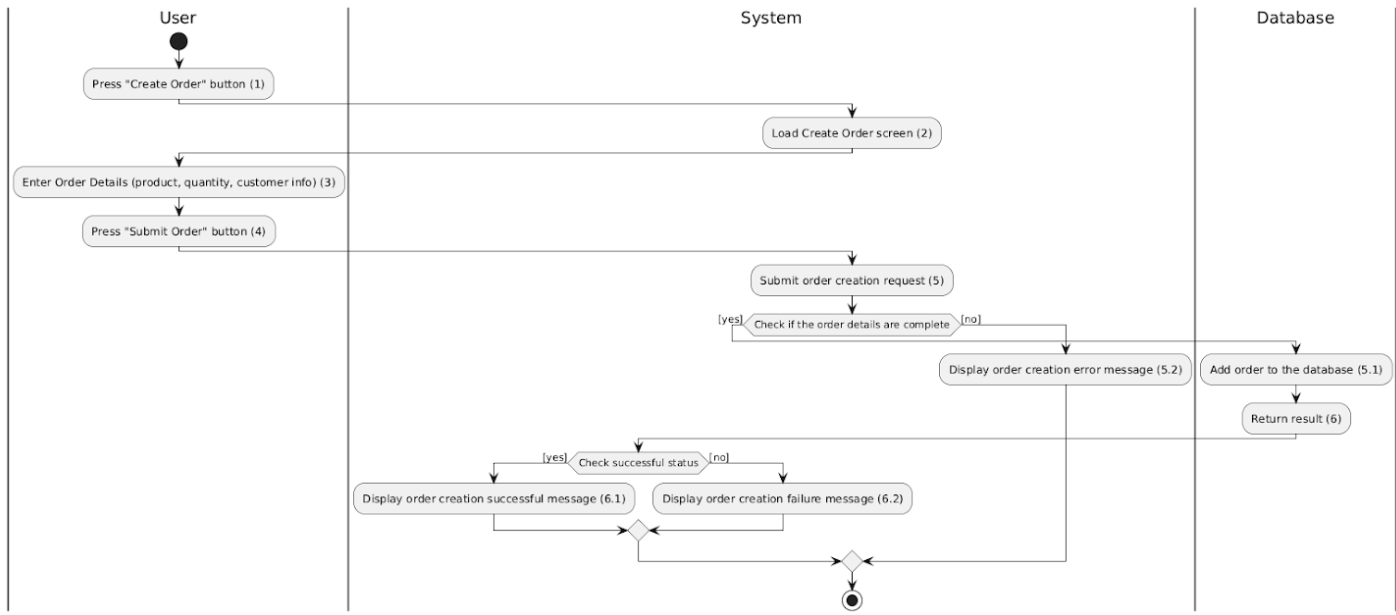 User
System
Database
Press "Create Order" button (1)
Load Create Order screen (2)
Enter Order Details (product, quantity, customer info) (3)
Press "Submit Order" button (4)
Submit order creation request (5)
[yes]
Check if the order details are complete
[no]
Display order creation error message (5.2)
Add order to the database (5.1)
Return result (6)
[yes]
Check successful status
[no]
Display order creation successful message (6.1)
Display order creation failure message (6.2)